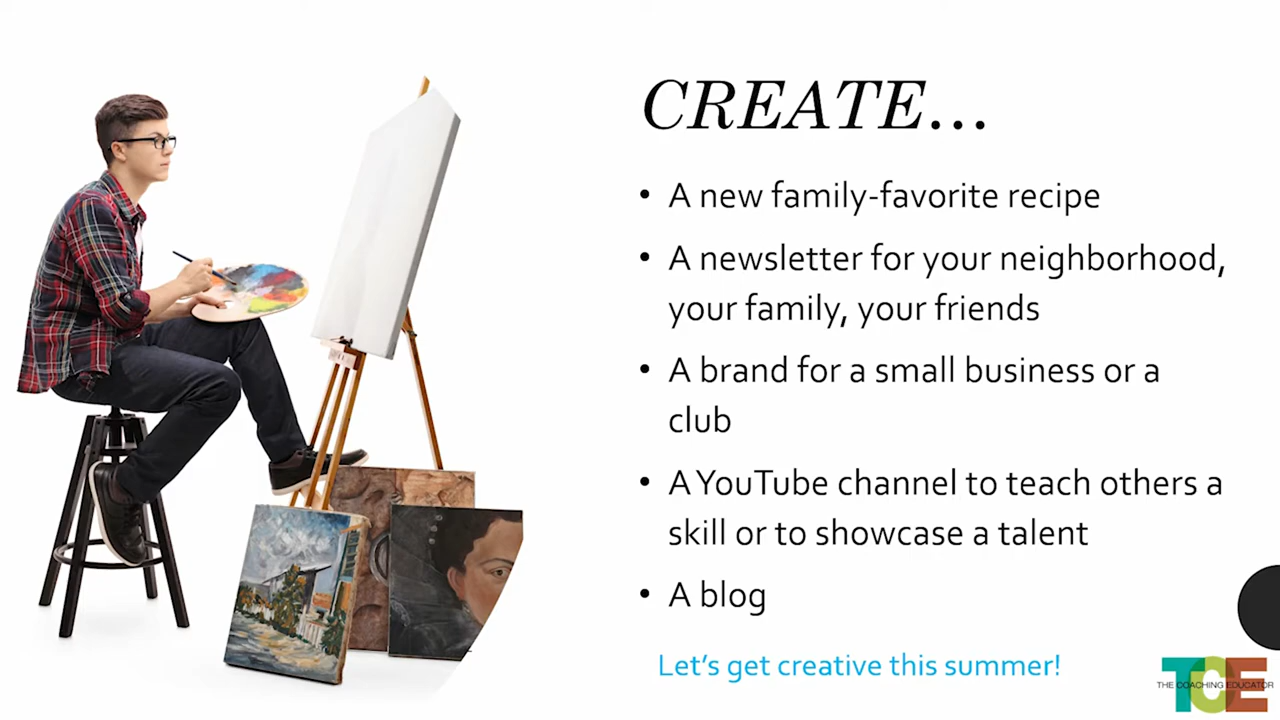 CREATE...
• A new family-favorite recipe
• A newsletter for your neighborhood,
your family, your friends
• A brand for a small business or a
club
• A YouTube channel to teach others a
skill or to showcase a talent
• A blog
Let's get creative this summer!
TCE
THE COACHING EDUCATOR